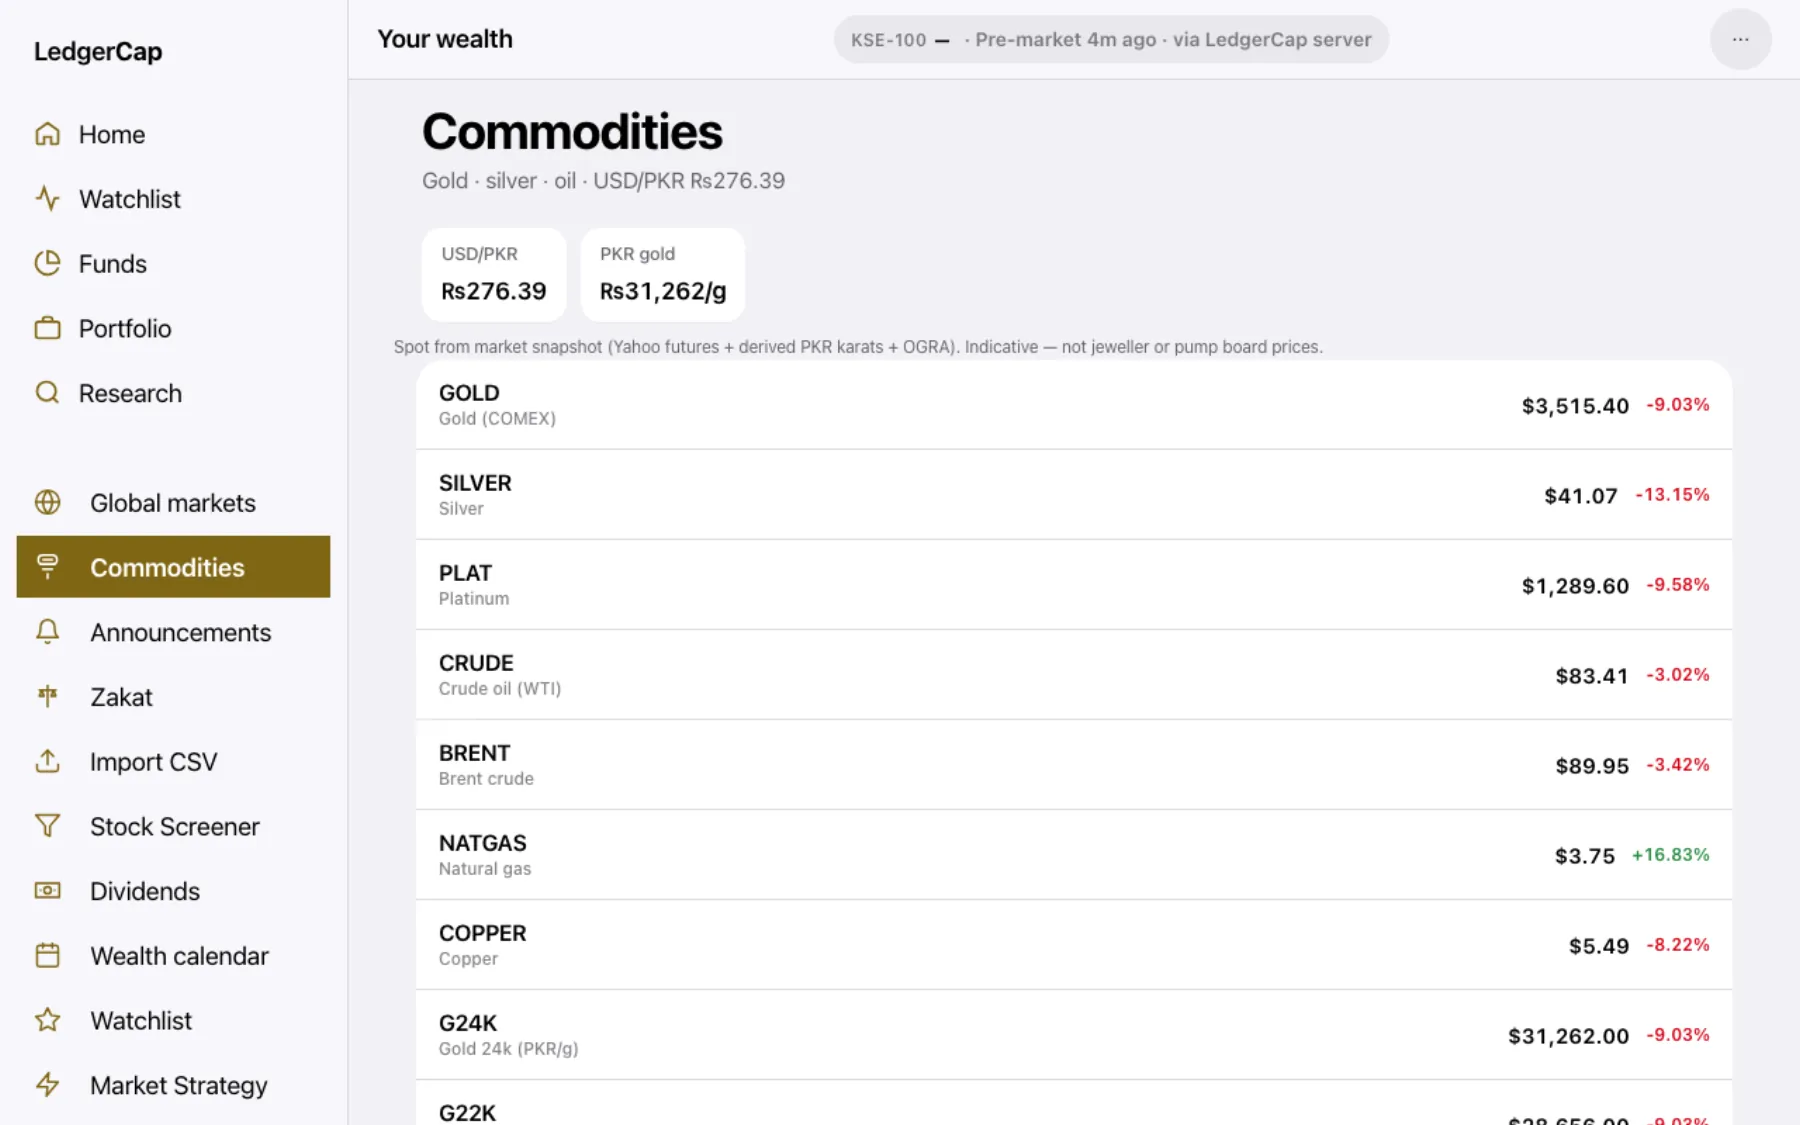 LedgerCap
Home
Watchlist
Funds
Portfolio
Research
Global markets
Commodities
Announcements
Zakat
Import CSV
Stock Screener
Dividends
Wealth calendar
Watchlist
Market Strategy
Your wealth
KSE-100 — · Pre-market 4m ago · via LedgerCap server
...
Commodities
Gold · silver · oil · USD/PKR Rs276.39
USD/PKR
Rs276.39
PKR gold
Rs31,262/g
Spot from market snapshot (Yahoo futures + derived PKR karats + OGRA). Indicative — not jeweller or pump board prices.
GOLD
Gold (COMEX)
$3,515.40 -9.03%
SILVER
Silver
$41.07 -13.15%
PLAT
Platinum
$1,289.60 -9.58%
CRUDE
Crude oil (WTI)
$83.41 -3.02%
BRENT
Brent crude
$89.95 -3.42%
NATGAS
Natural gas
$3.75 +16.83%
COPPER
Copper
$5.49 -8.22%
G24K
Gold 24k (PKR/g)
$31,262.00 -9.03%
G22K
$28,656.00 -9.03%